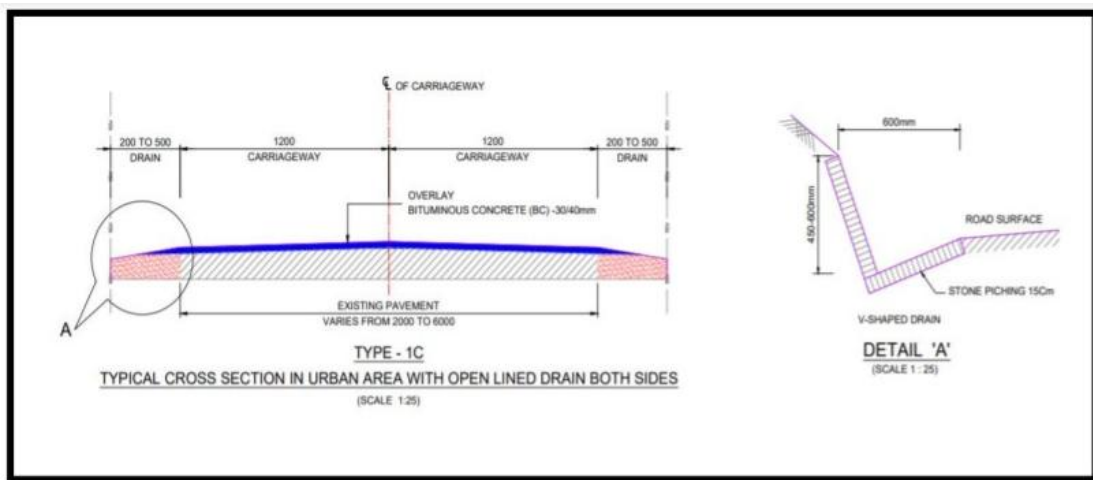 ℄ OF CARRIAGEWAY
200 TO 500 1200 1200 200 TO 500
DRAIN CARRIAGEWAY CARRIAGEWAY DRAIN
OVERLAY
BITUMINOUS CONCRETE (BC) -30/40mm
A
EXISTING PAVEMENT
VARIES FROM 2000 TO 6000
TYPE - 1C
TYPICAL CROSS SECTION IN URBAN AREA WITH OPEN LINED DRAIN BOTH SIDES
(SCALE 1:25)
600mm
450-600mm
ROAD SURFACE
STONE PICHING 15Cm
V-SHAPED DRAIN
DETAIL 'A'
(SCALE 1 : 25)